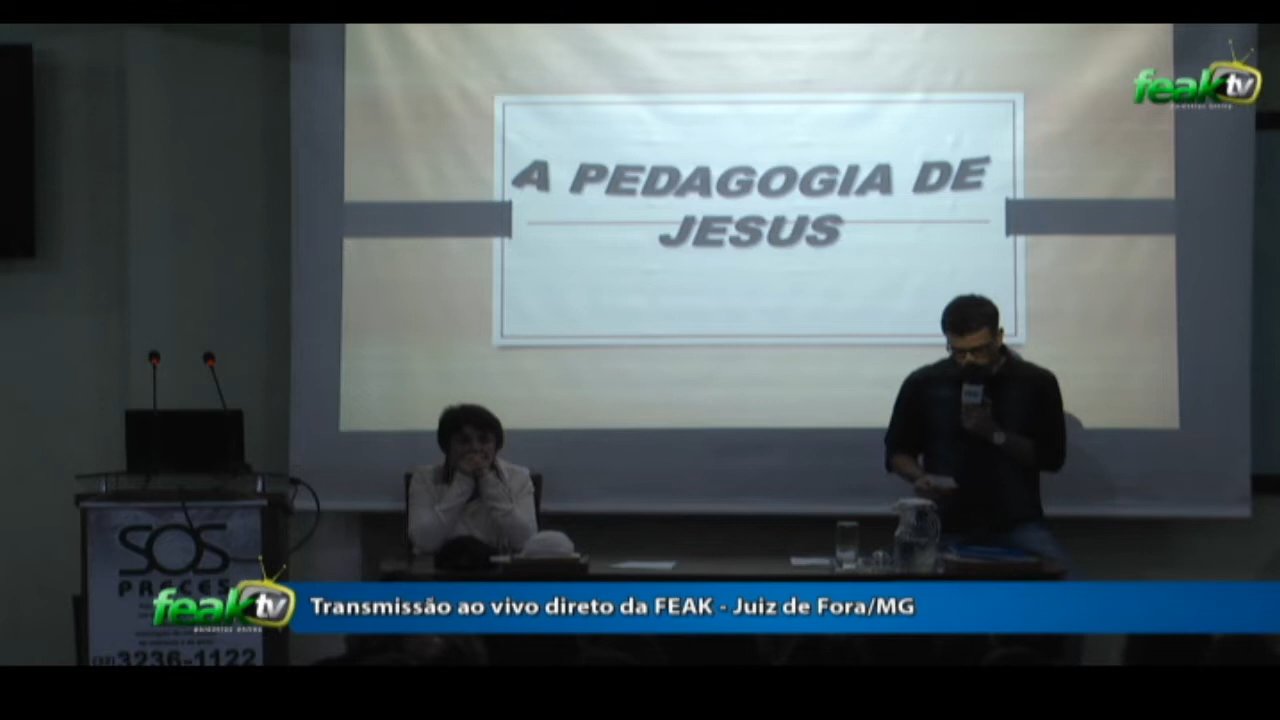 feak tv
A PEDAGOGIA DE
JESUS
SOS
PRECES
3236-1122
feak tv
Transmissão ao vivo direto da FEAK - Juiz de Fora/MG